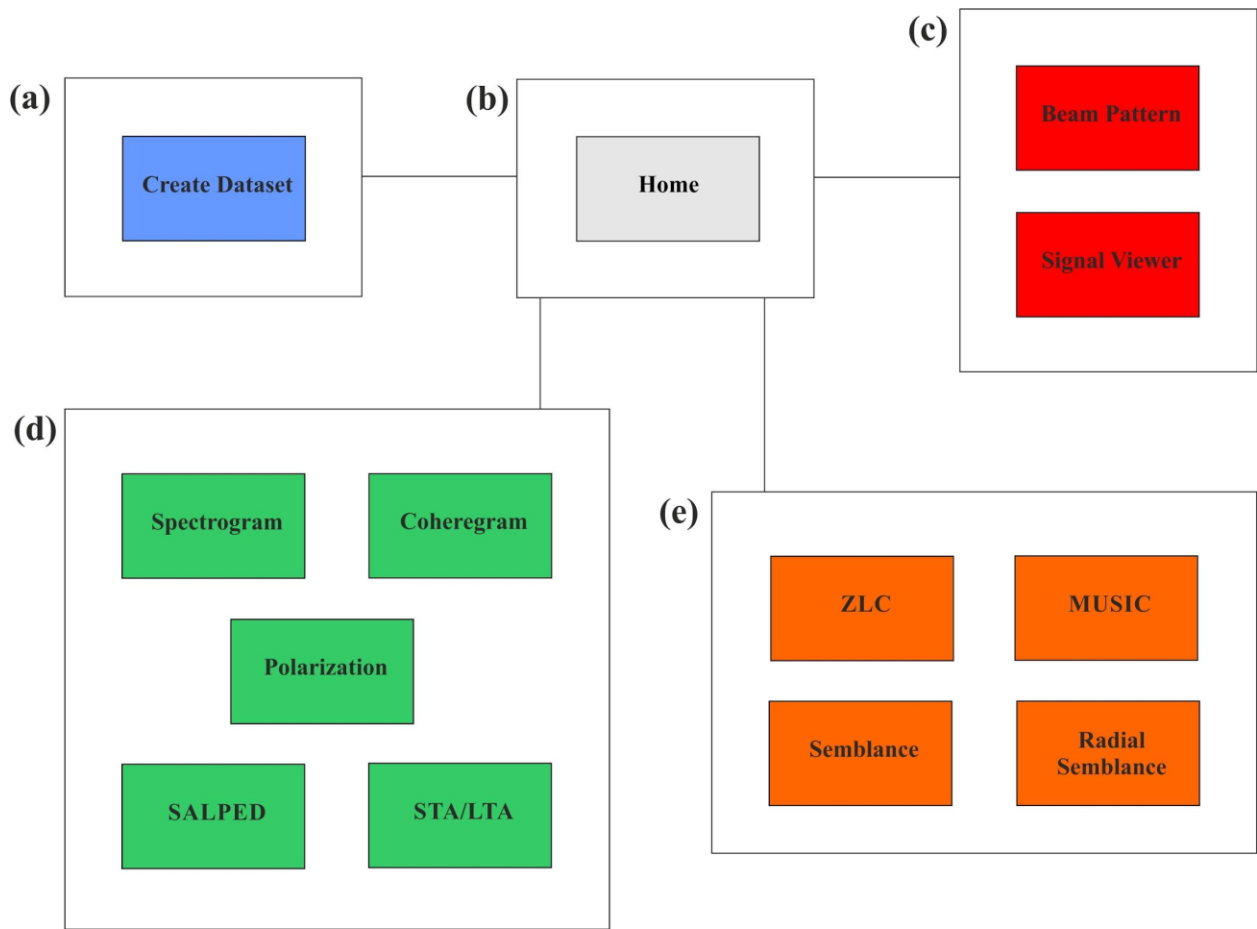 (a)
Create Dataset
(b)
Home
(c)
Beam Pattern
Signal Viewer
(d)
Spectrogram
Coheregram
Polarization
SALPED
STA/LTA
(e)
ZLC
MUSIC
Semblance
Radial
Semblance